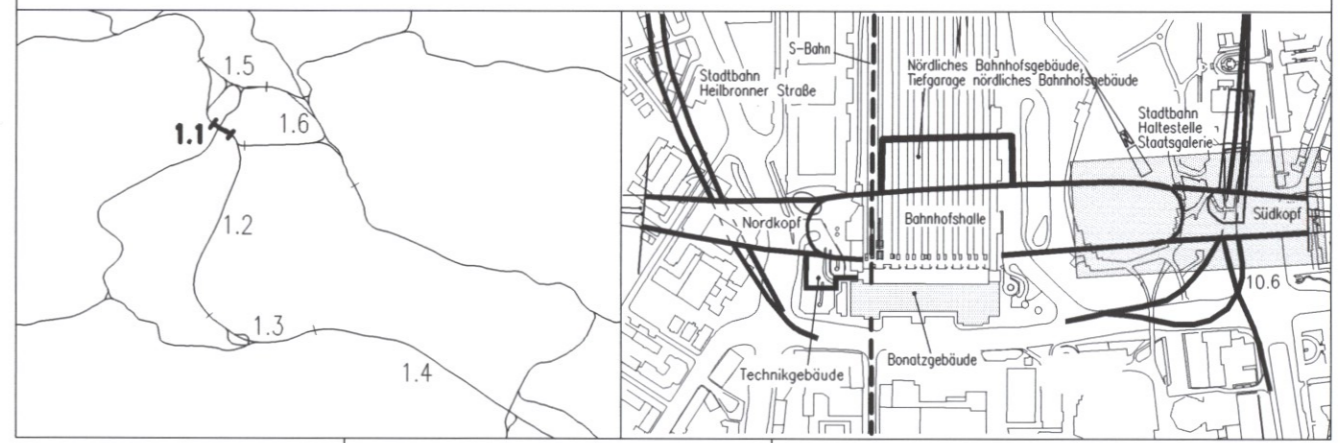 1.5
1.1
1.6
1.2
1.3
1.4
S-Bahn
Stadtbahn
Heilbronner Straße
Nördliches Bahnhofsgebäude,
Tiefgarage nördliches Bahnhofsgebäude
Stadtbahn
Haltestelle
Staatsgalerie
Nordkopf
Bahnhofshalle
Südkopf
10.6
Technikgebäude
Bonatzgebäude